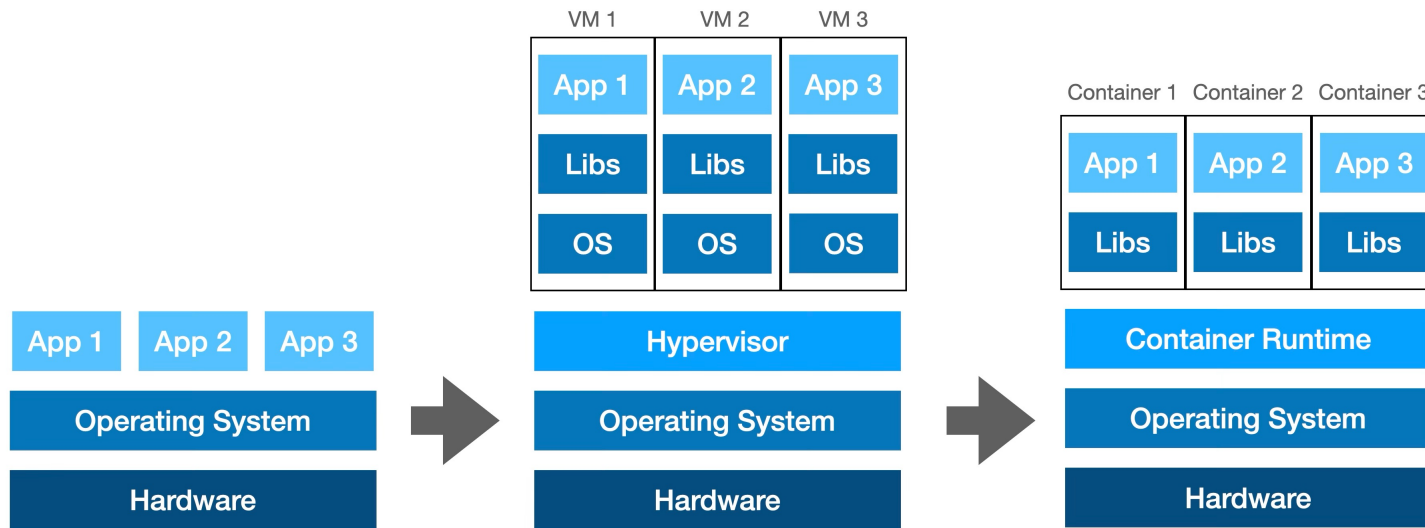 App 1 App 2 App 3
Operating System
Hardware
VM 1 VM 2 VM 3
App 1 App 2 App 3
Libs Libs Libs
OS OS OS
Hypervisor
Operating System
Hardware
Container 1 Container 2 Container 3
App 1 App 2 App 3
Libs Libs Libs
Container Runtime
Operating System
Hardware